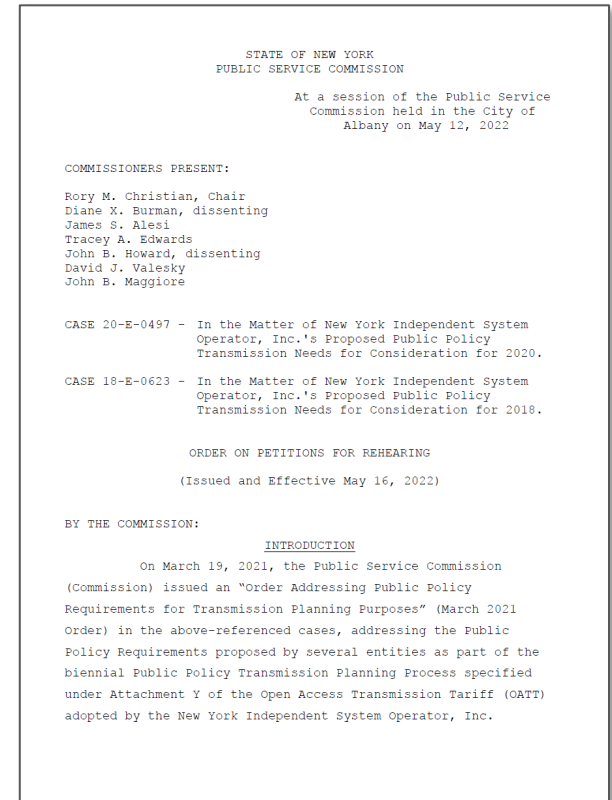 STATE OF NEW YORK
PUBLIC SERVICE COMMISSION
At a session of the Public Service
Commission held in the City of
Albany on May 12, 2022
COMMISSIONERS PRESENT:
Rory M. Christian, Chair
Diane X. Burman, dissenting
James S. Alesi
Tracey A. Edwards
John B. Howard, dissenting
David J. Valesky
John B. Maggiore
CASE 20-E-0497 - In the Matter of New York Independent System
Operator, Inc.'s Proposed Public Policy
Transmission Needs for Consideration for 2020.
CASE 18-E-0623 - In the Matter of New York Independent System
Operator, Inc.'s Proposed Public Policy
Transmission Needs for Consideration for 2018.
ORDER ON PETITIONS FOR REHEARING
(Issued and Effective May 16, 2022)
BY THE COMMISSION:
INTRODUCTION
On March 19, 2021, the Public Service Commission
(Commission) issued an “Order Addressing Public Policy
Requirements for Transmission Planning Purposes” (March 2021
Order) in the above-referenced cases, addressing the Public
Policy Requirements proposed by several entities as part of the
biennial Public Policy Transmission Planning Process specified
under Attachment Y of the Open Access Transmission Tariff (OATT)
adopted by the New York Independent System Operator, Inc.